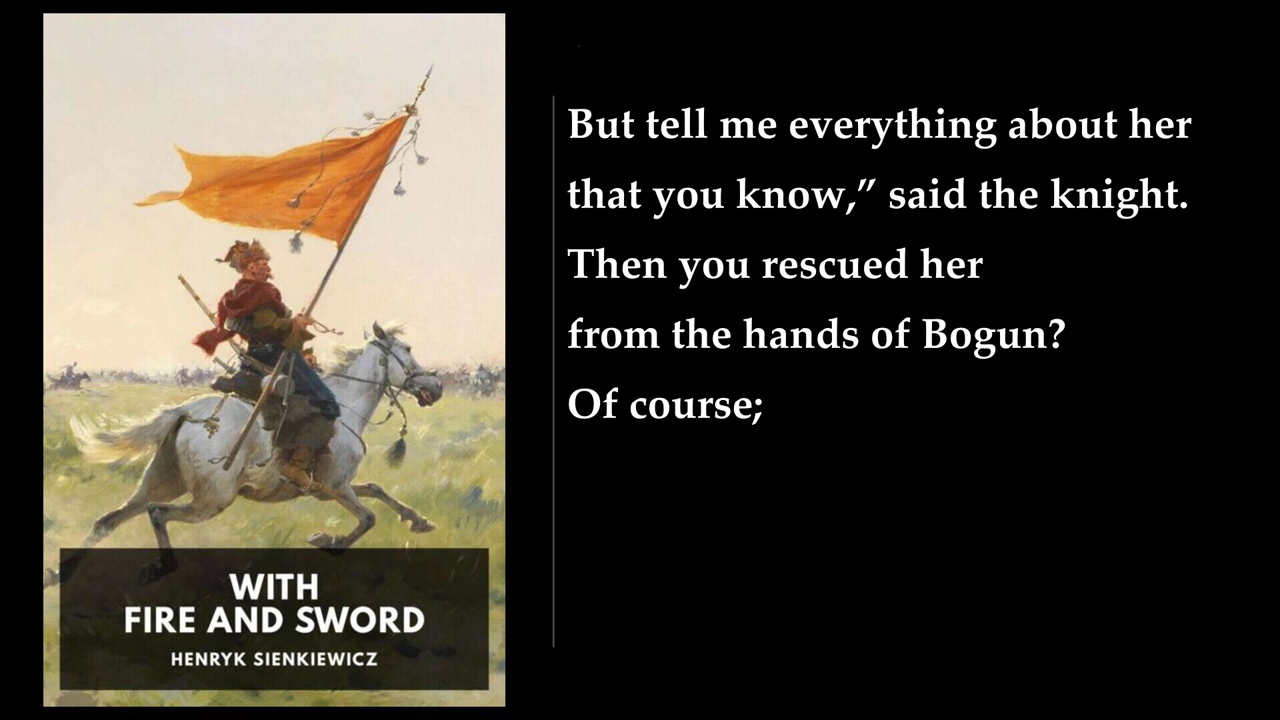 WITH
FIRE AND SWORD
HENRYK SIENKIEWICZ
But tell me everything about her
that you know,” said the knight.
Then you rescued her
from the hands of Bogun?
Of course;